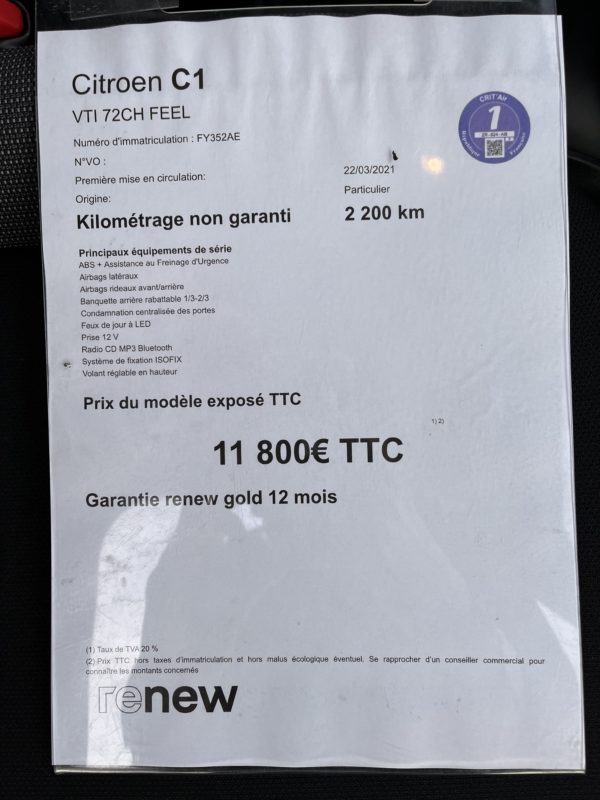 Citroen C1
VTI 72CH FEEL
CRIT'Air
1
République
Française
Numéro d'immatriculation : FY352AE
N°VO :
Première mise en circulation: 22/03/2021
Origine: Particulier
Kilométrage non garanti 2 200 km
Principaux équipements de série
ABS + Assistance au Freinage d'Urgence
Airbags latéraux
Airbags rideaux avant/arrière
Banquette arrière rabattable 1/3-2/3
Condamnation centralisée des portes
Feux de jour à LED
Prise 12 V
Radio CD MP3 Bluetooth
Système de fixation ISOFIX
Volant réglable en hauteur
Prix du modèle exposé TTC
1) 2)
11 800€ TTC
Garantie renew gold 12 mois
(1) Taux de TVA 20 %
(2) Prix TTC hors taxes d'immatriculation et hors malus écologique éventuel. Se rapprocher d'un conseiller commercial pour
connaître les montants concernés
renew